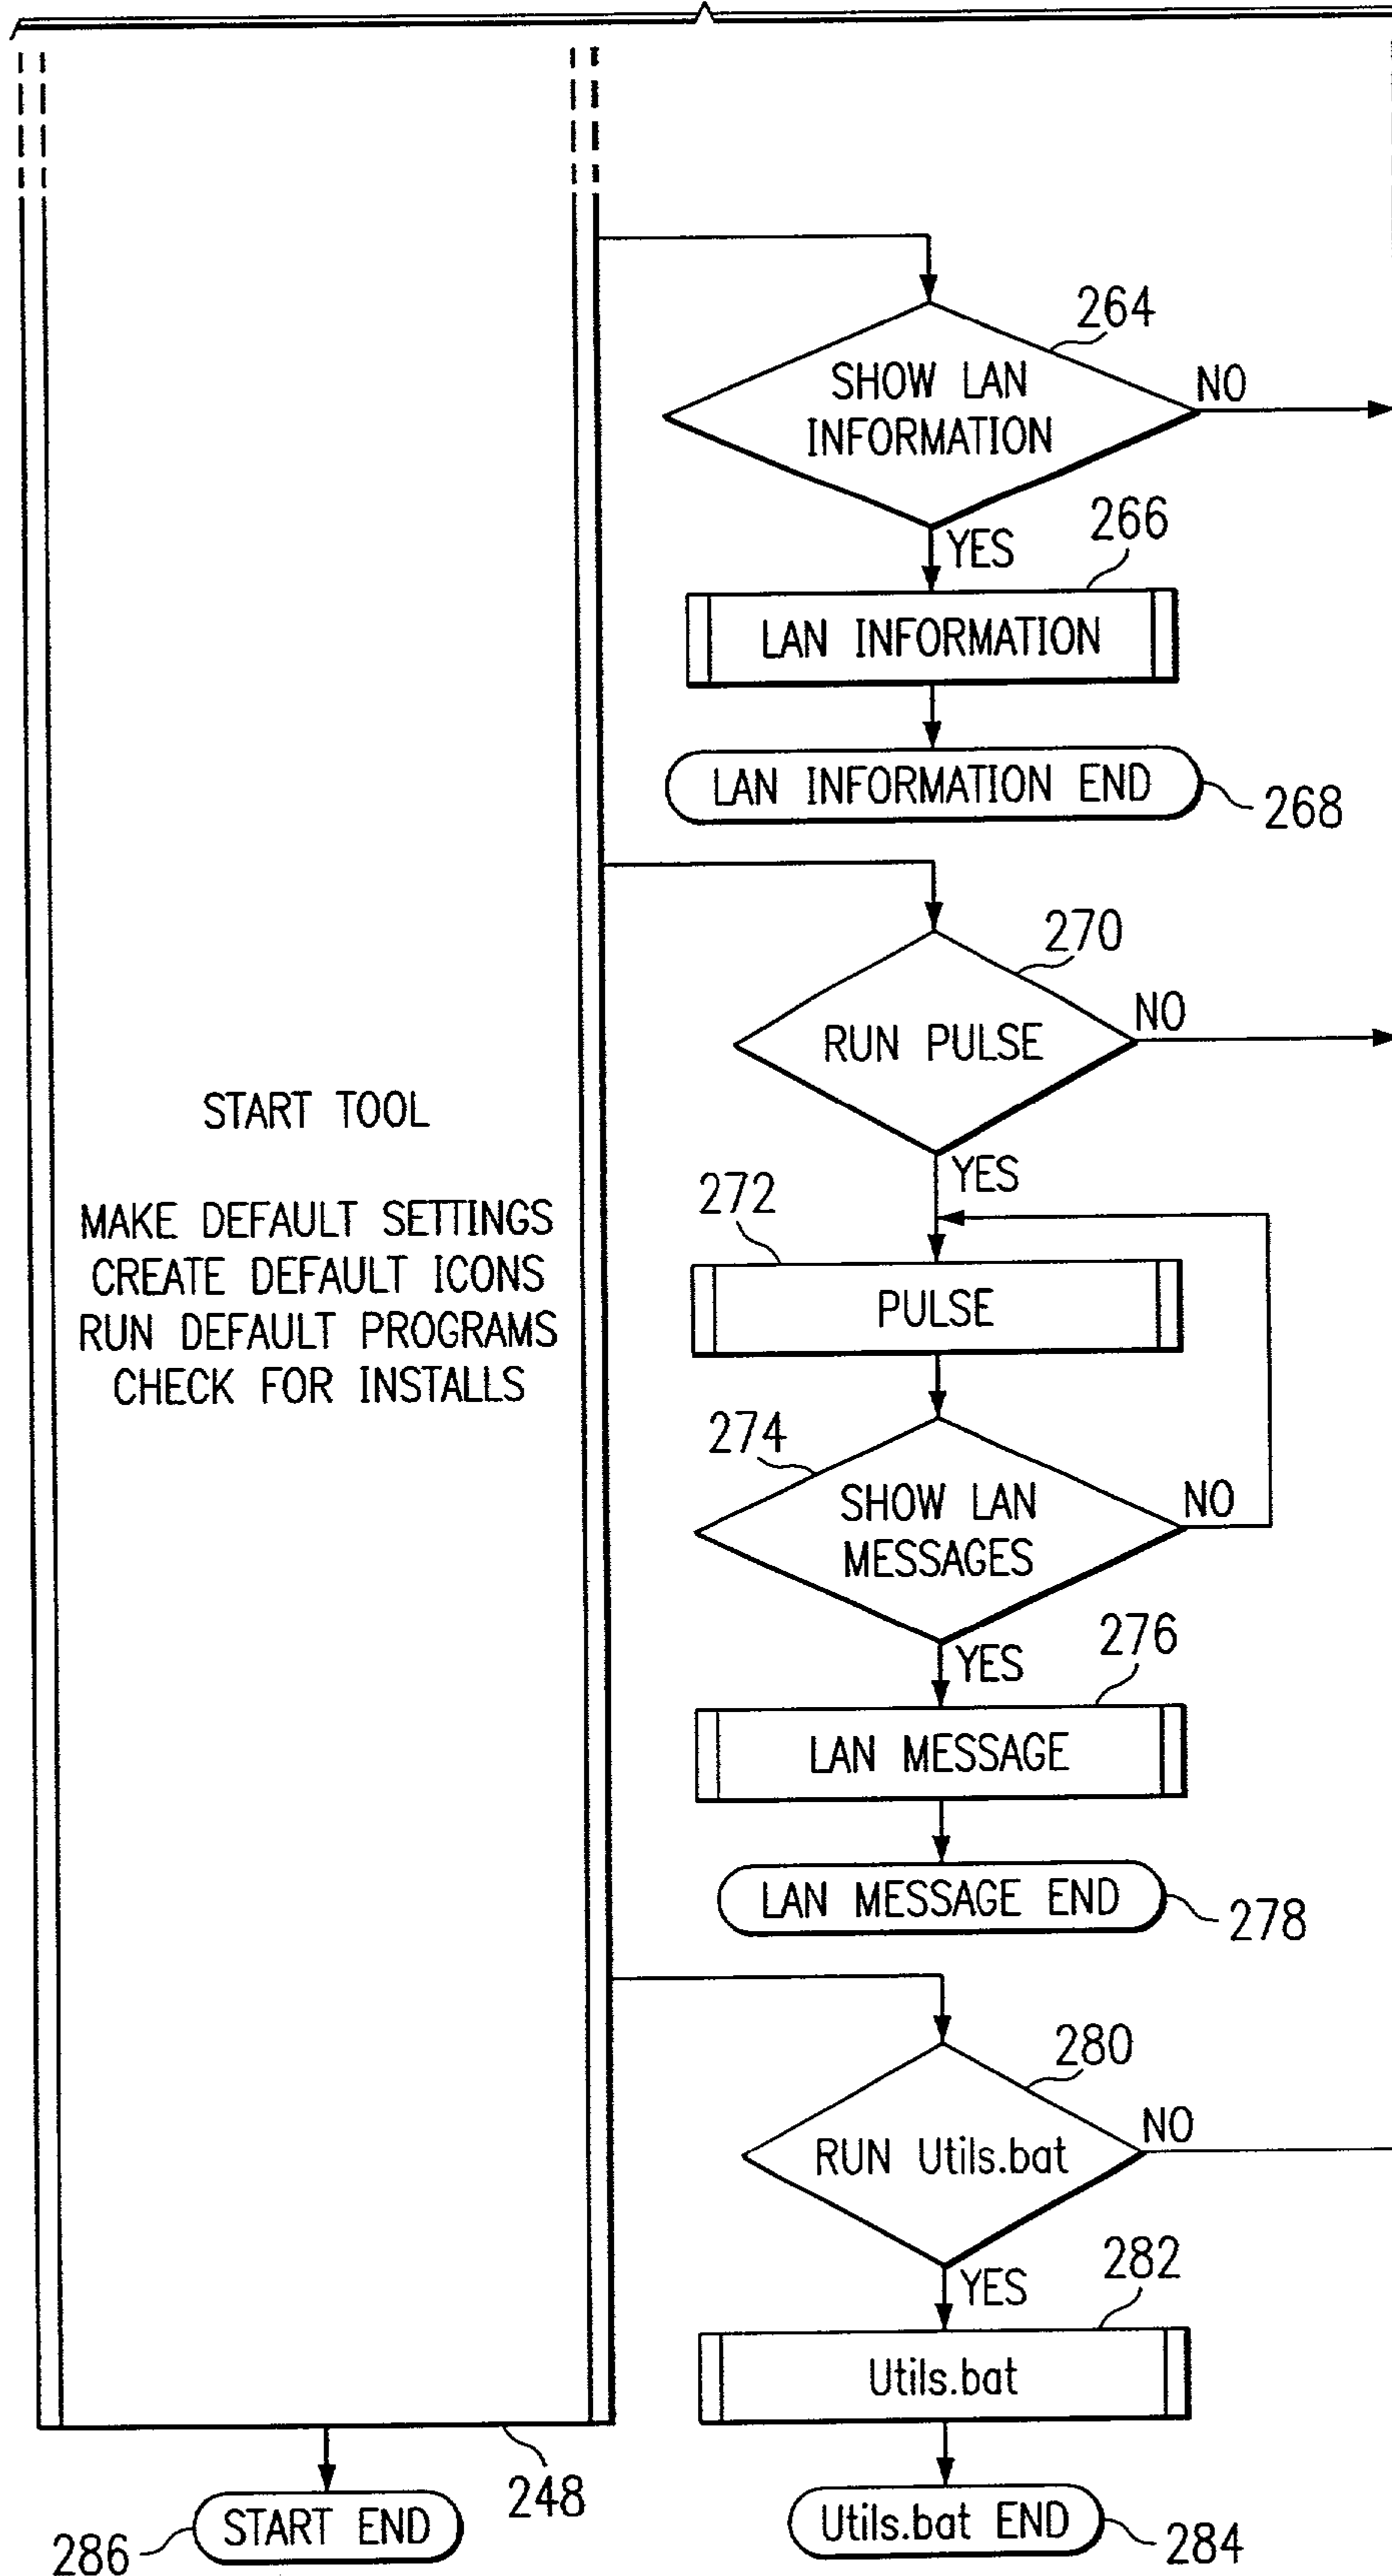 264
SHOW LAN
INFORMATION
NO
YES
266
LAN INFORMATION
LAN INFORMATION END
268
270
RUN PULSE
NO
YES
START TOOL
MAKE DEFAULT SETTINGS
CREATE DEFAULT ICONS
RUN DEFAULT PROGRAMS
CHECK FOR INSTALLS
272
PULSE
274
SHOW LAN
MESSAGES
NO
YES
276
LAN MESSAGE
LAN MESSAGE END
278
280
RUN Utils.bat
NO
YES
282
Utils.bat
248
START END
286
Utils.bat END
284